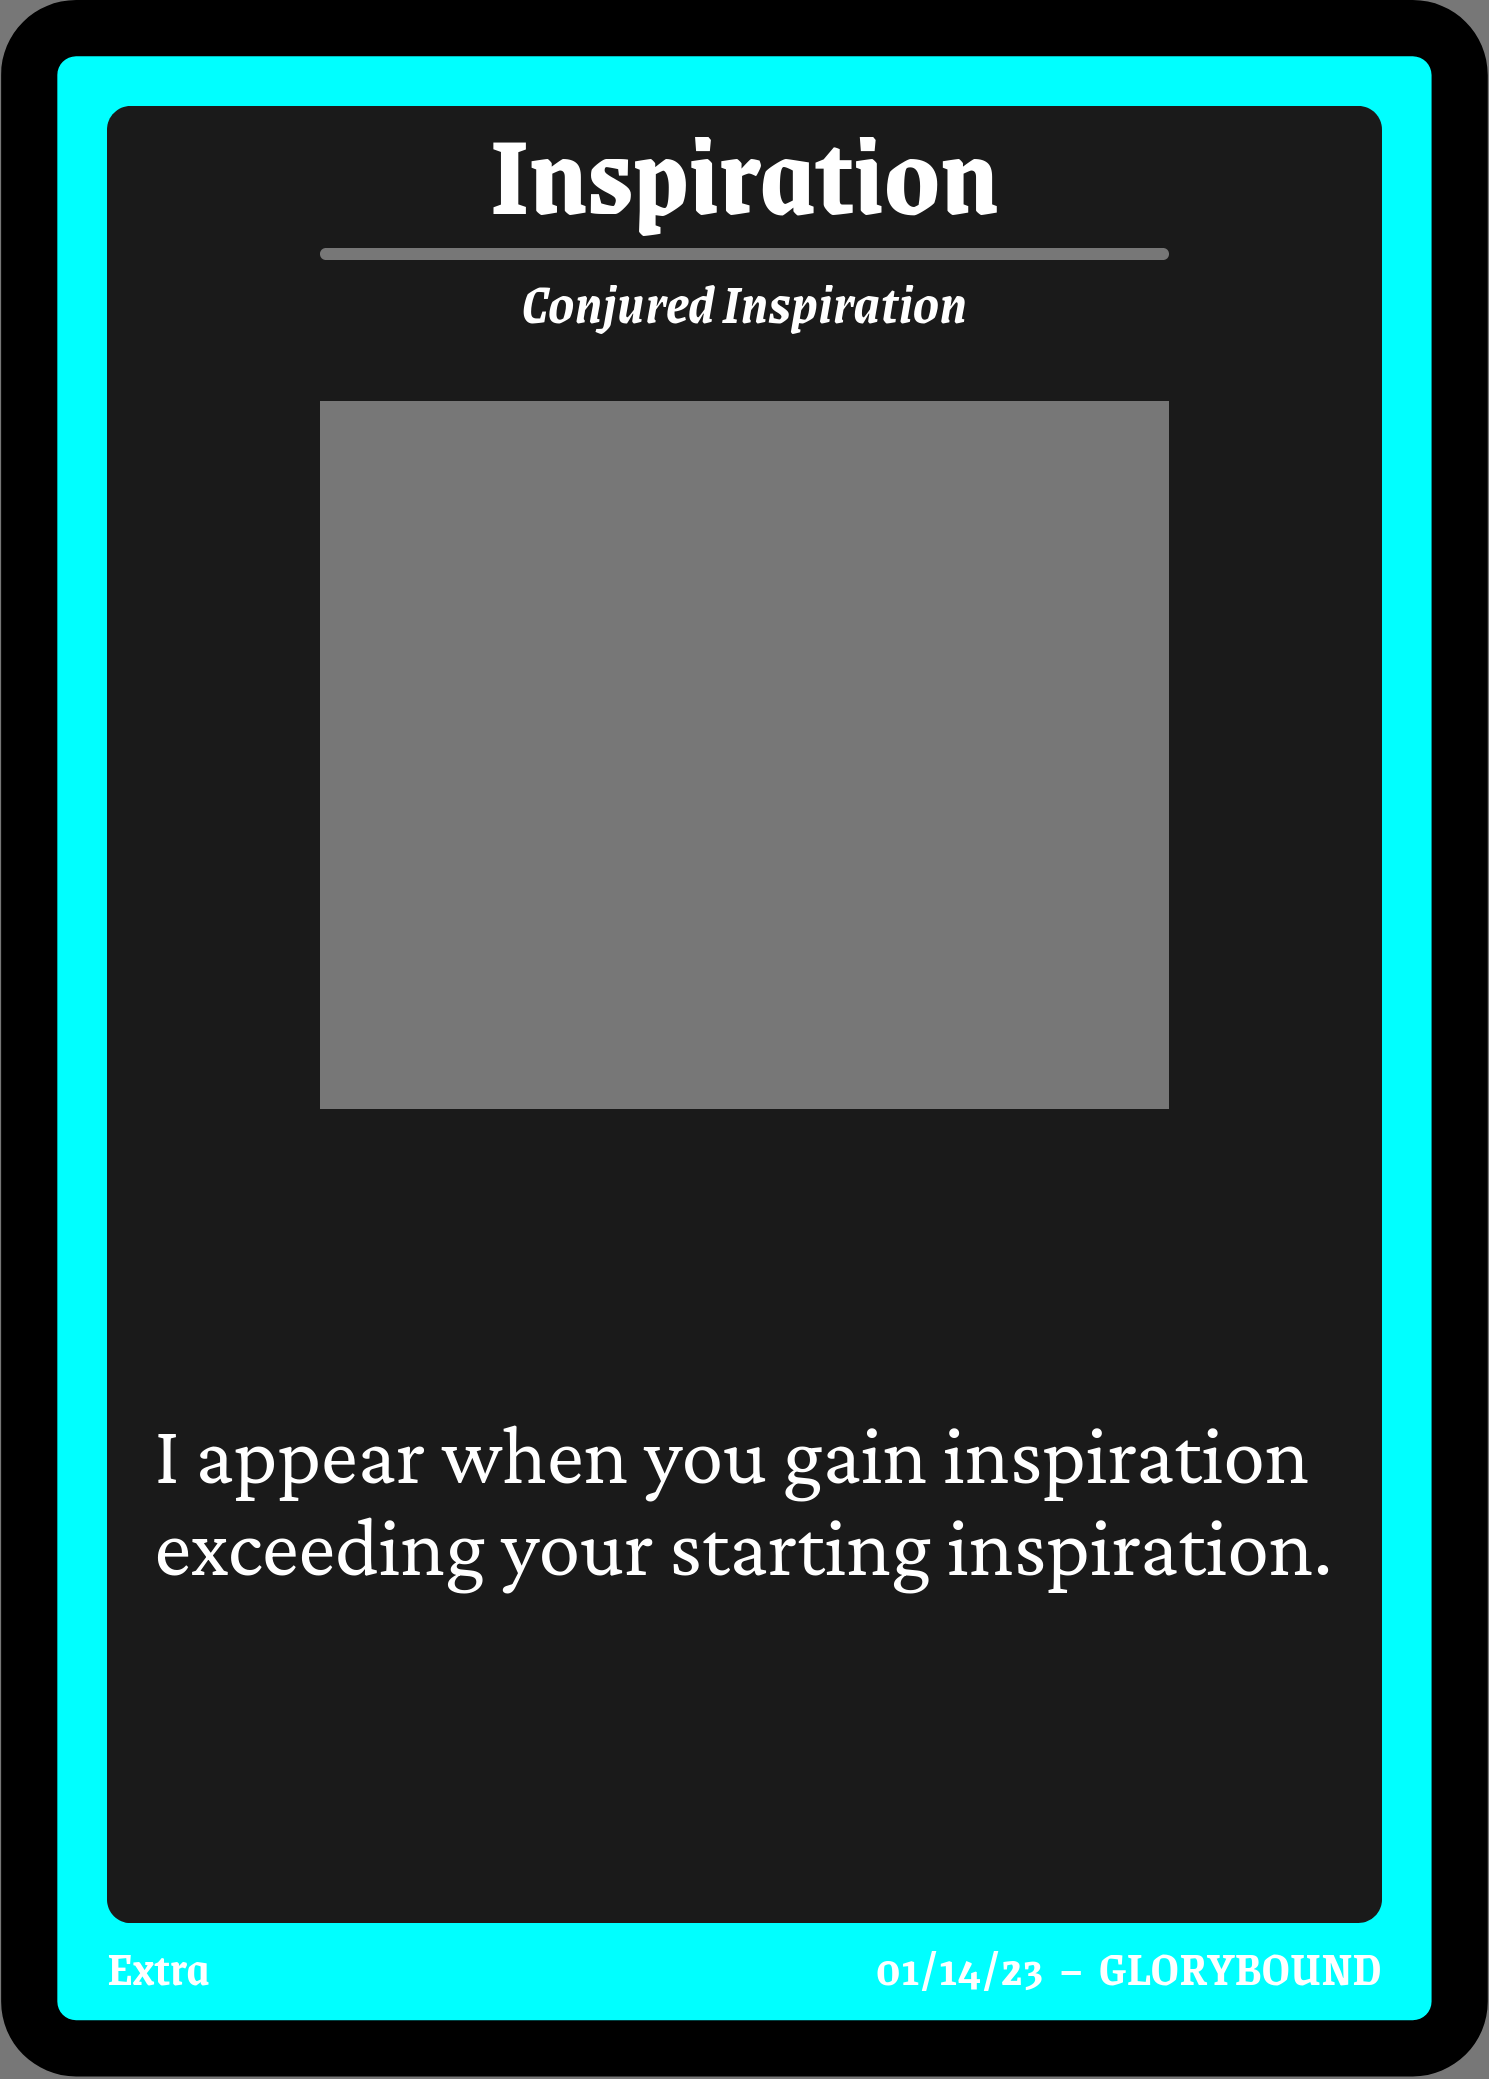 Inspiration
Conjured Inspiration
I appear when you gain inspiration
exceeding your starting inspiration.
Extra
01/14/23 – GLORYBOUND